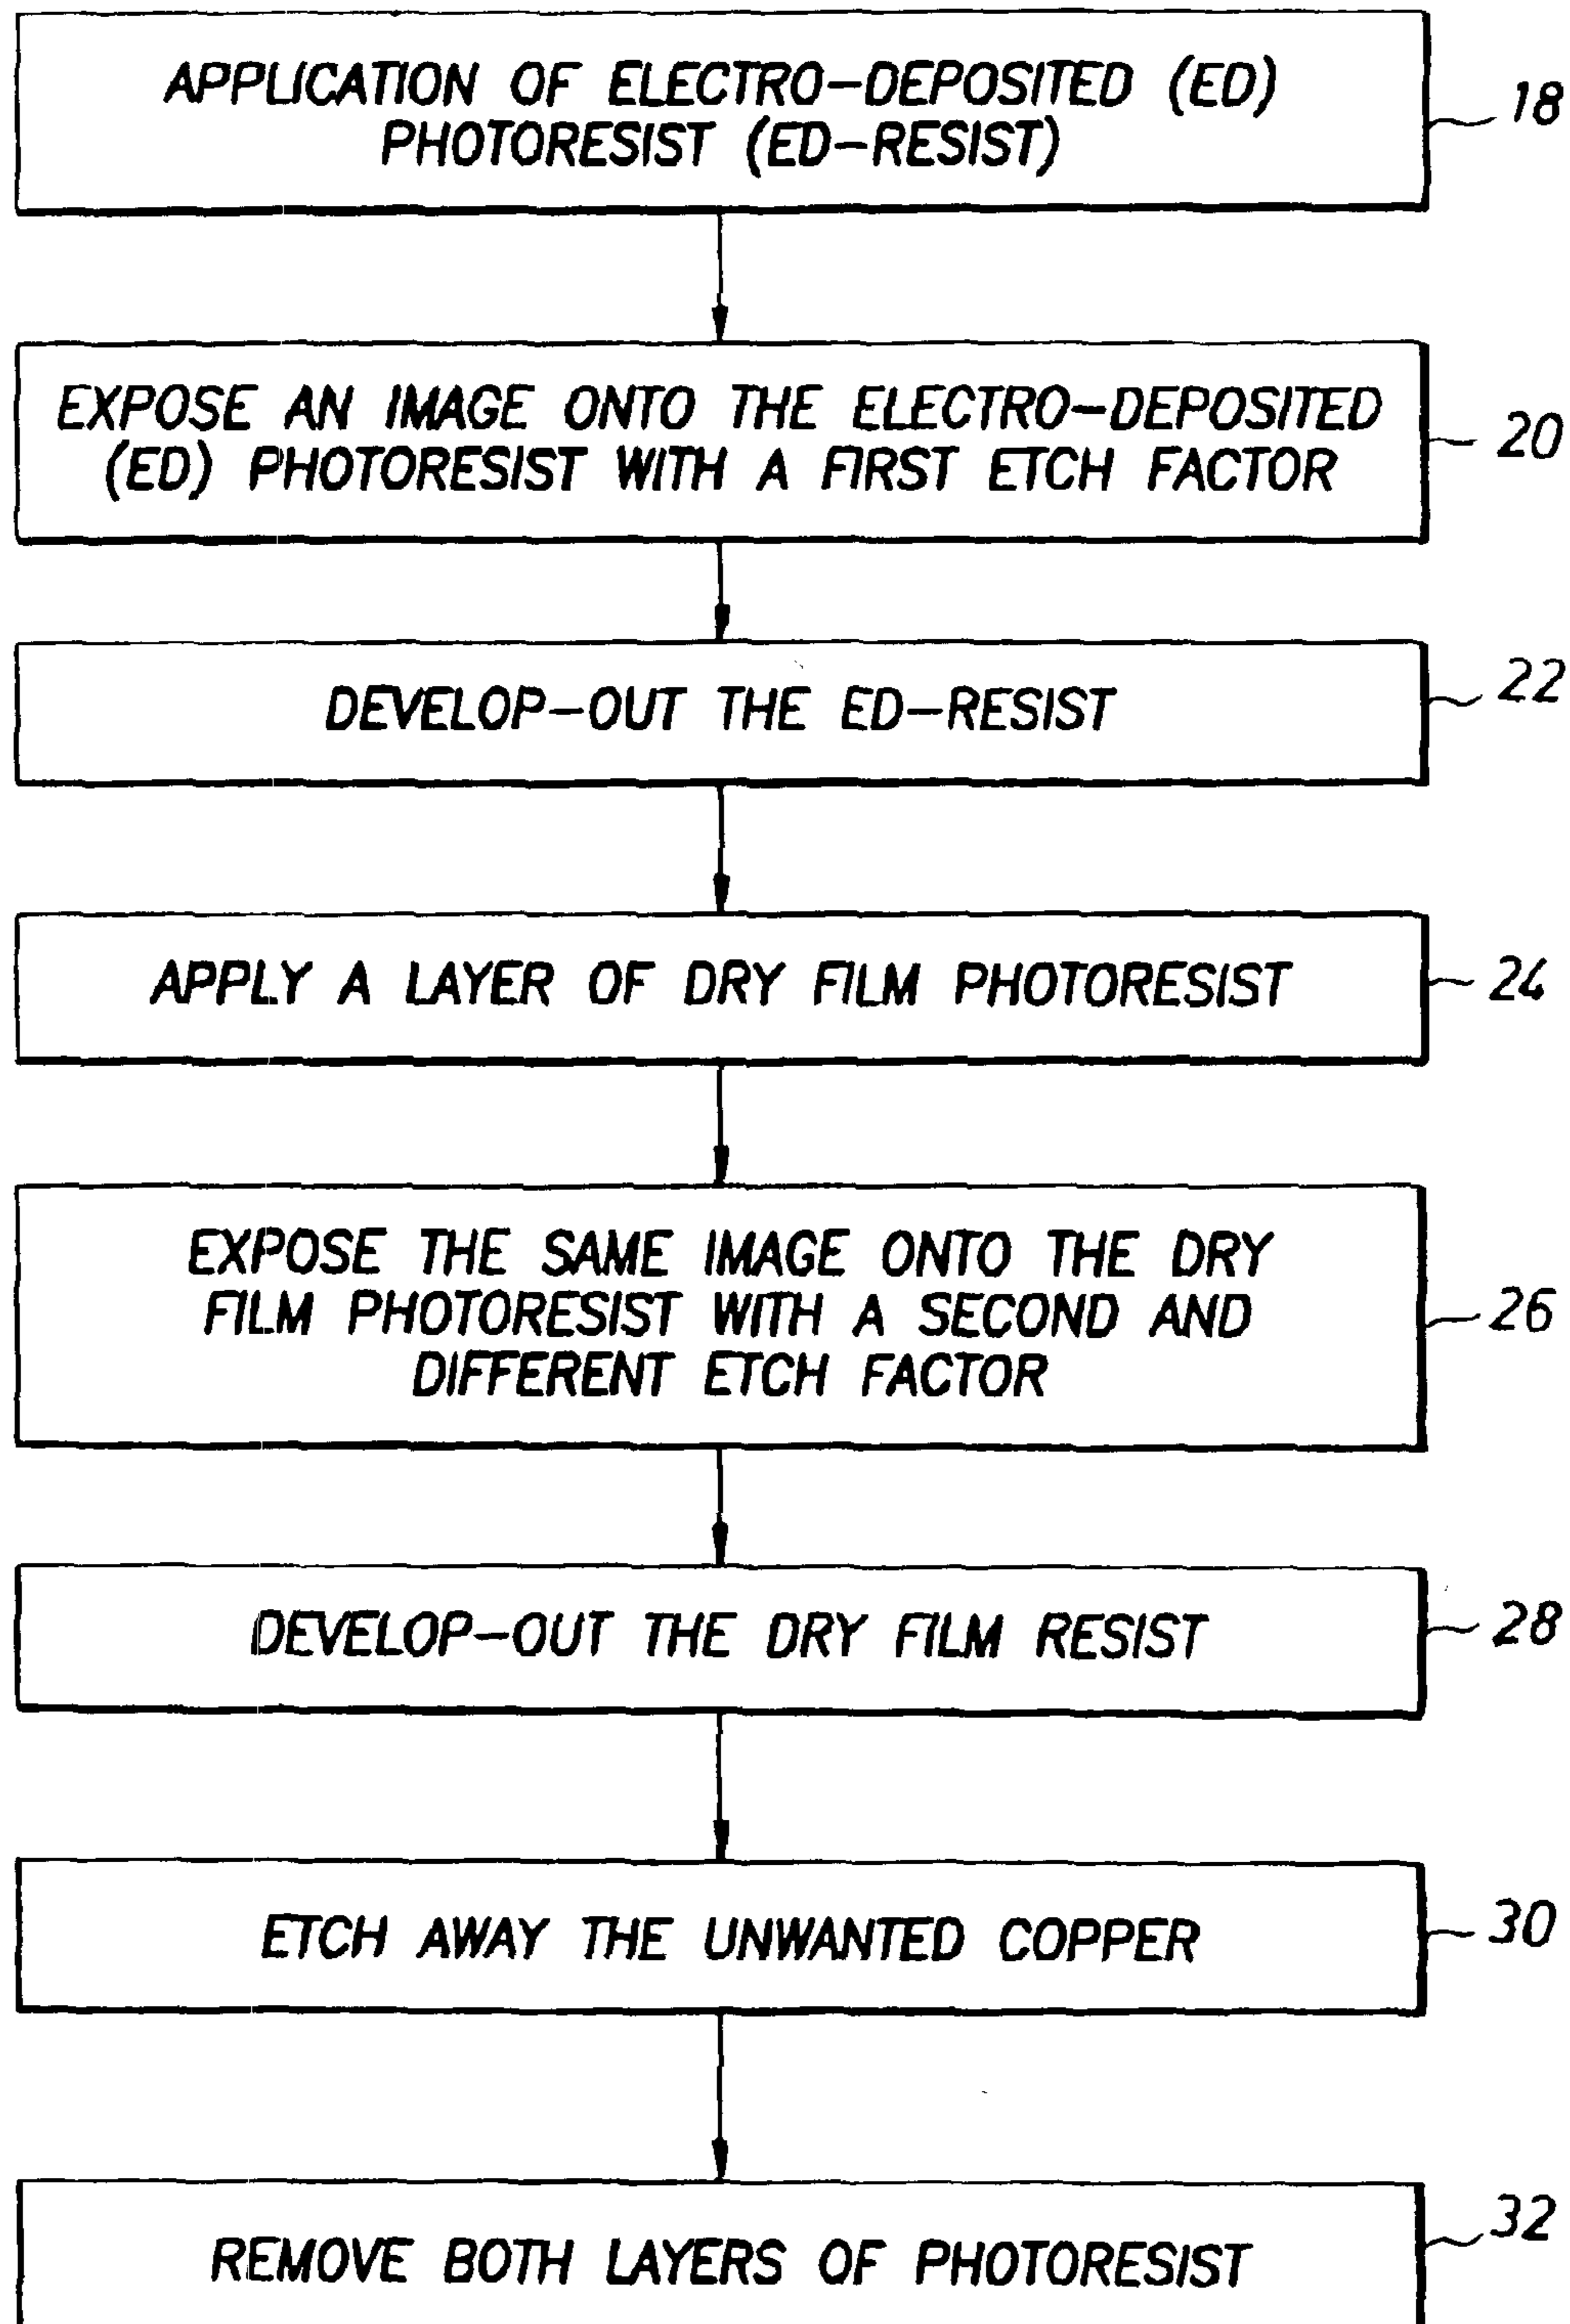 APPLICATION OF ELECTRO-DEPOSITED (ED)
PHOTORESIST (ED-RESIST)
18
EXPOSE AN IMAGE ONTO THE ELECTRO-DEPOSITED
(ED) PHOTORESIST WITH A FIRST ETCH FACTOR
20
DEVELOP-OUT THE ED-RESIST
22
APPLY A LAYER OF DRY FILM PHOTORESIST
24
EXPOSE THE SAME IMAGE ONTO THE DRY
FILM PHOTORESIST WITH A SECOND AND
DIFFERENT ETCH FACTOR
26
DEVELOP-OUT THE DRY FILM RESIST
28
ETCH AWAY THE UNWANTED COPPER
30
REMOVE BOTH LAYERS OF PHOTORESIST
32